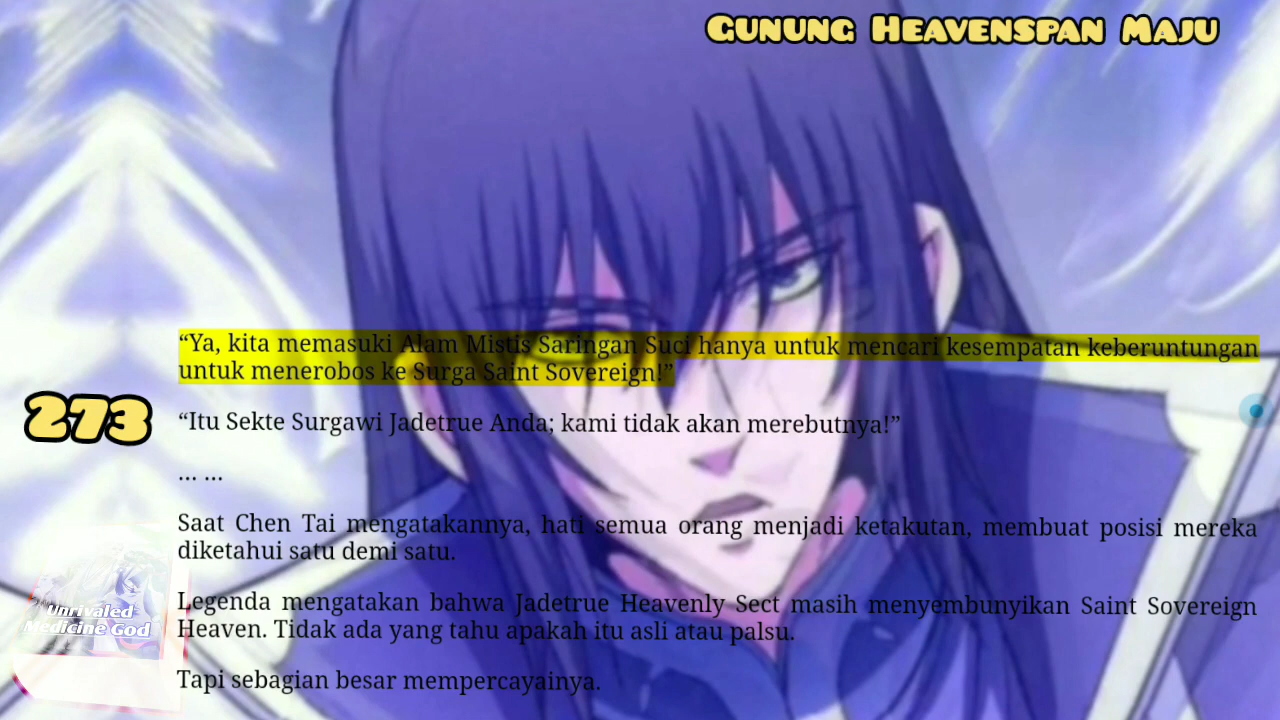 Gunung Heavenspan Maju
“Ya, kita memasuki Alam Mistis Saringan Suci hanya untuk mencari kesempatan keberuntungan
untuk menerobos ke Surga Saint Sovereign!”
273
“Itu Sekte Surgawi Jadetrue Anda; kami tidak akan merebutnya!”
... ...
Saat Chen Tai mengatakannya, hati semua orang menjadi ketakutan, membuat posisi mereka
diketahui satu demi satu.
Legenda mengatakan bahwa Jadetrue Heavenly Sect masih menyembunyikan Saint Sovereign
Heaven. Tidak ada yang tahu apakah itu asli atau palsu.
Unrivaled
Medicine God
Tapi sebagian besar mempercayainya.